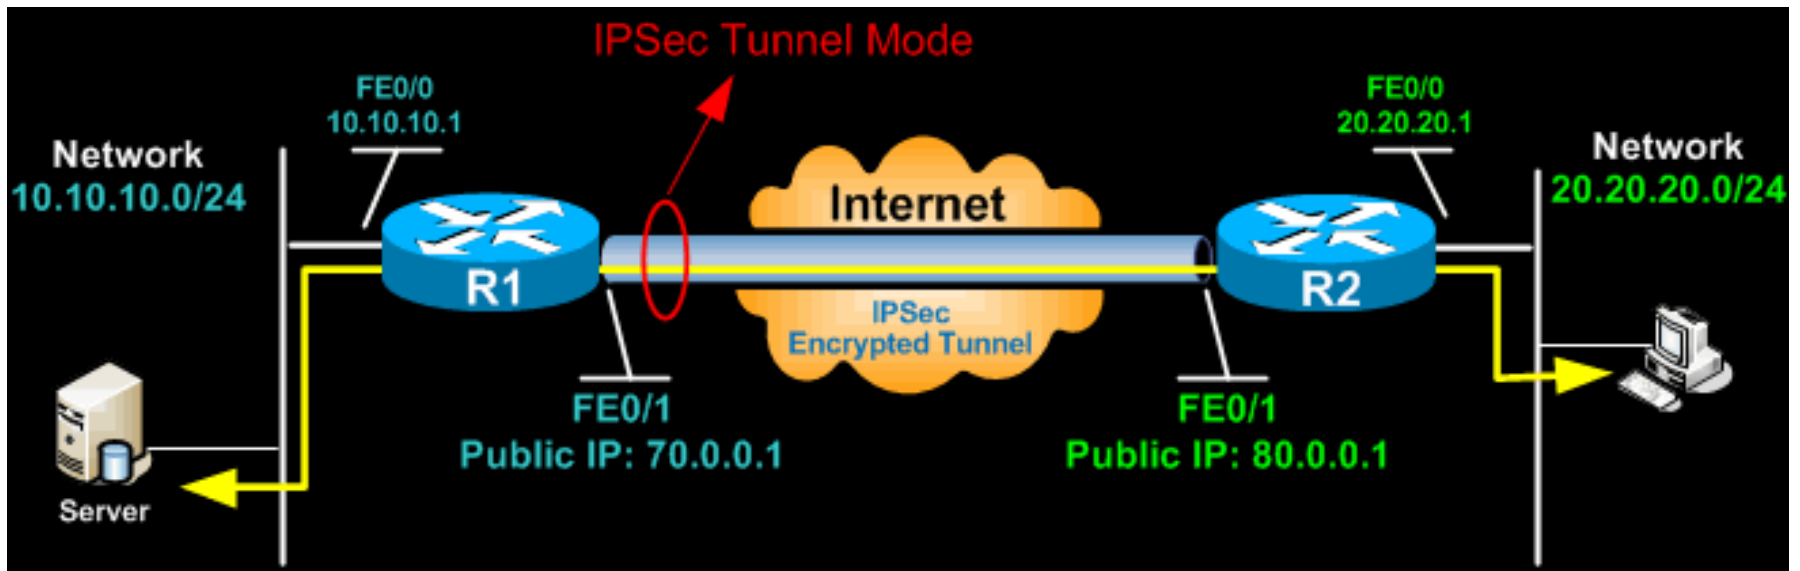 IPSec Tunnel Mode
FE0/0
10.10.10.1
FE0/0
20.20.20.1
Network
10.10.10.0/24
Network
20.20.20.0/24
Internet
R1
R2
IPSec
Encrypted Tunnel
FE0/1
Public IP: 70.0.0.1
FE0/1
Public IP: 80.0.0.1
Server